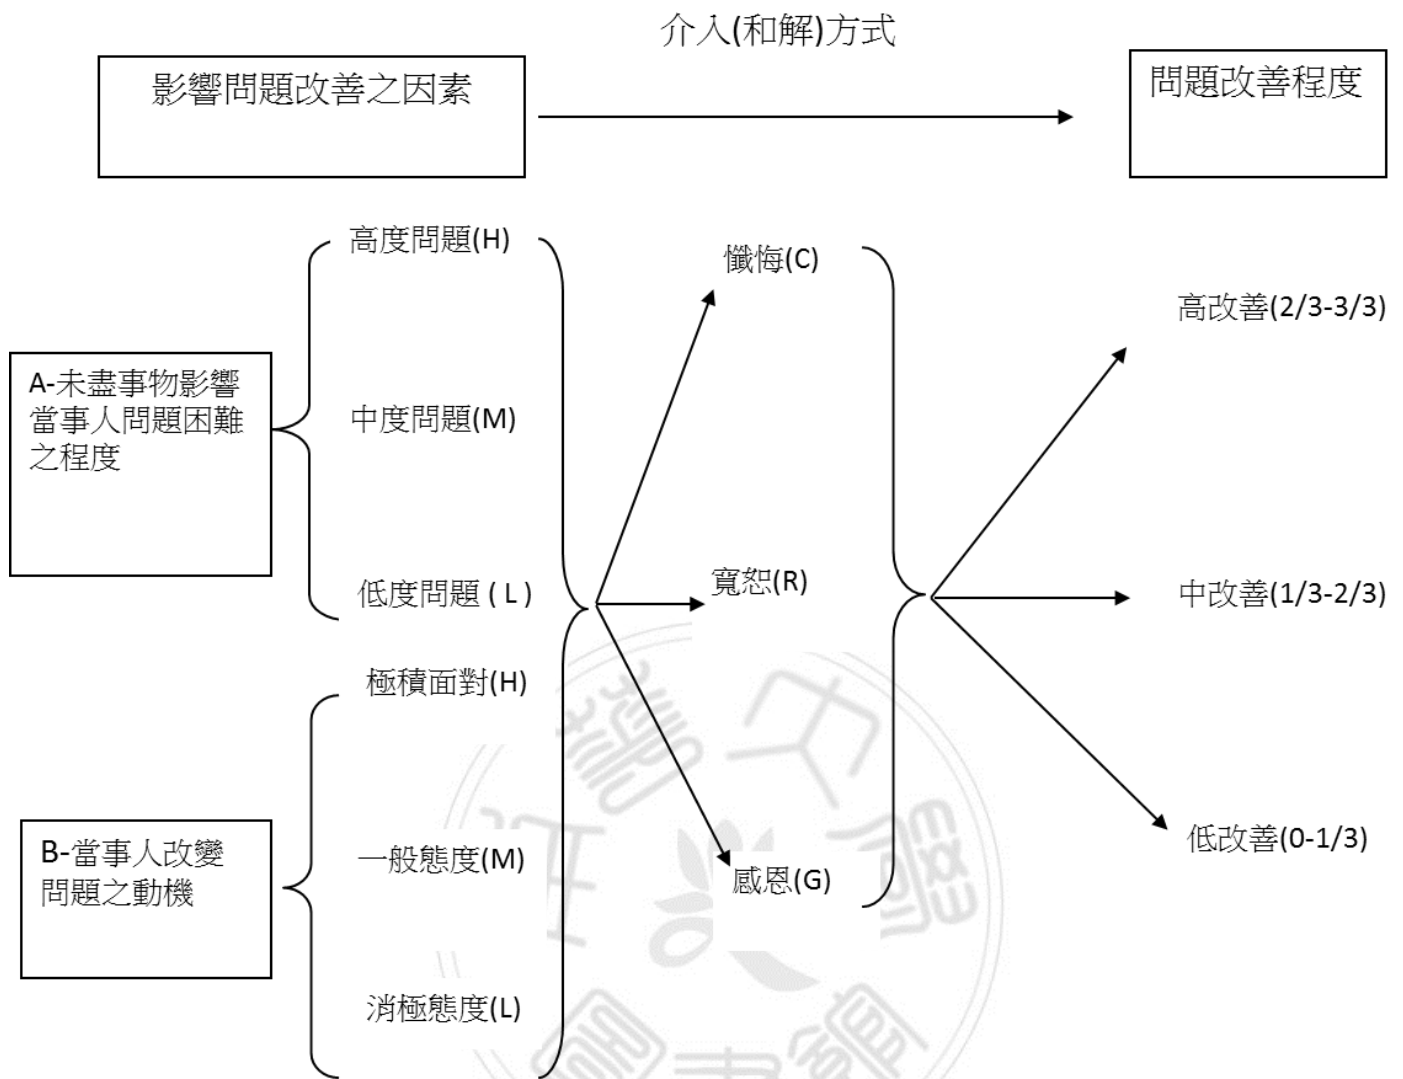 介入(和解)方式
影響問題改善之因素
問題改善程度
高度問題(H)
中度問題(M)
低度問題 ( L )
A-未盡事物影響
當事人問題困難
之程度
極積面對(H)
一般態度(M)
消極態度(L)
B-當事人改變
問題之動機
懺悔(C)
寬恕(R)
感恩(G)
高改善(2/3-3/3)
中改善(1/3-2/3)
低改善(0-1/3)